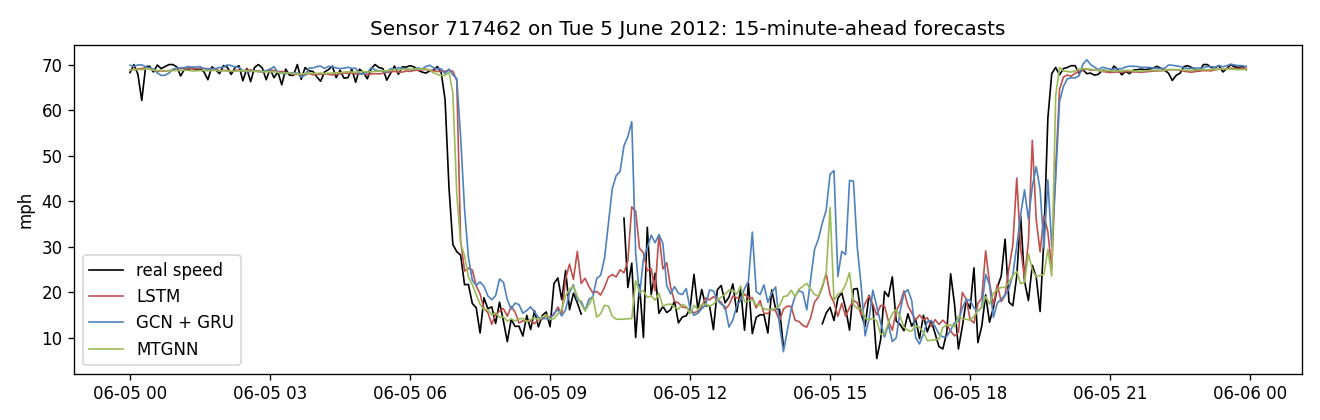 Sensor 717462 on Tue 5 June 2012: 15-minute-ahead forecasts
mph
70
60
50
40
30
20
10
real speed
LSTM
GCN + GRU
MTGNN
06-05 00
06-05 03
06-05 06
06-05 09
06-05 12
06-05 15
06-05 18
06-05 21
06-06 00